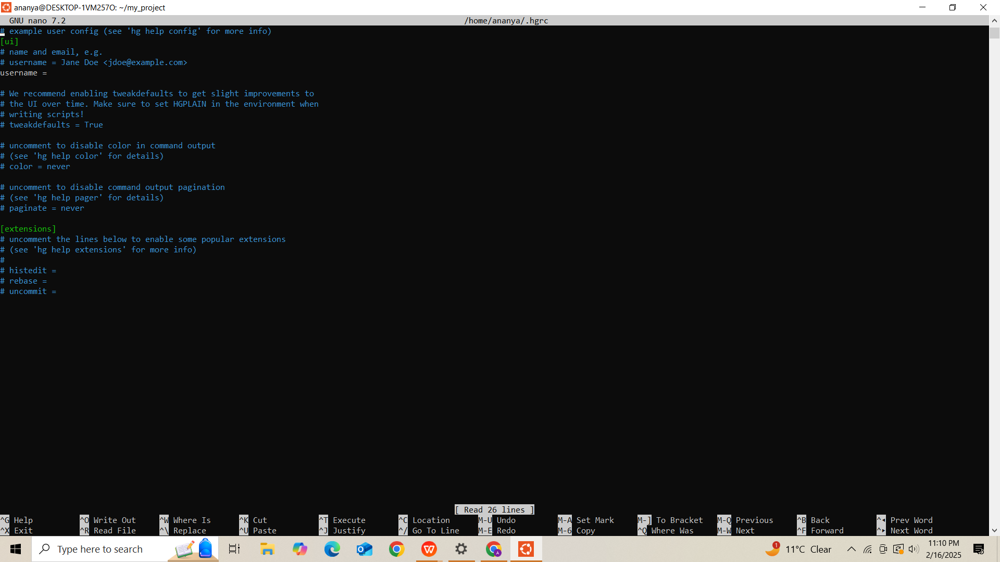 ananya@DESKTOP-1VM257O: ~/my_project
GNU nano 7.2 /home/ananya/.hgrc
# example user config (see 'hg help config' for more info)
[ui]
# name and email, e.g.
# username = Jane Doe <jdoe@example.com>
username =
# We recommend enabling tweakdefaults to get slight improvements to
# the UI over time. Make sure to set HGPLAIN in the environment when
# writing scripts!
# tweakdefaults = True
# uncomment to disable color in command output
# (see 'hg help color' for details)
# color = never
# uncomment to disable command output pagination
# (see 'hg help pager' for details)
# paginate = never
[extensions]
# uncomment the lines below to enable some popular extensions
# (see 'hg help extensions' for more info)
#
# histedit =
# rebase =
# uncommit =
[ Read 26 lines ]
^G Help ^O Write Out ^W Where Is ^K Cut ^T Execute ^C Location M-U Undo M-A Set Mark M-] To Bracket M-Q Previous ^B Back ^◂ Prev Word
^X Exit ^R Read File ^\ Replace ^U Paste ^J Justify ^/ Go To Line M-E Redo M-6 Copy ^Q Where Was M-W Next ^F Forward ^▸ Next Word
Type here to search
1
11°C Clear
11:10 PM
2/16/2025